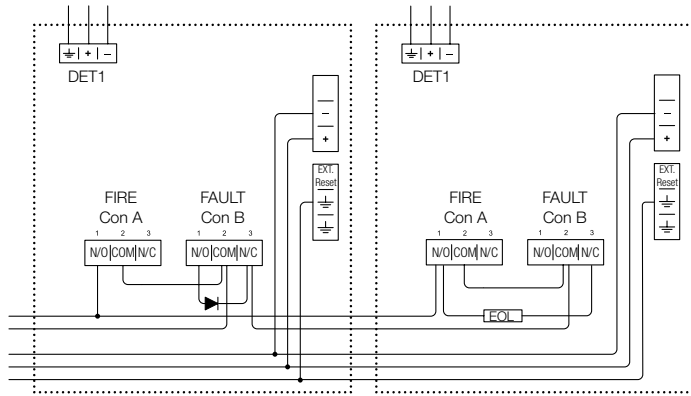 ⏚ | + | –
DET1
–
+
EXT.
Reset
FIRE
Con A
1 2 3
N/O|COM|N/C
FAULT
Con B
1 2 3
N/O|COM|N/C
⏚ | + | –
DET1
–
+
EXT.
Reset
FIRE
Con A
1 2 3
N/O|COM|N/C
FAULT
Con B
1 2 3
N/O|COM|N/C
EOL